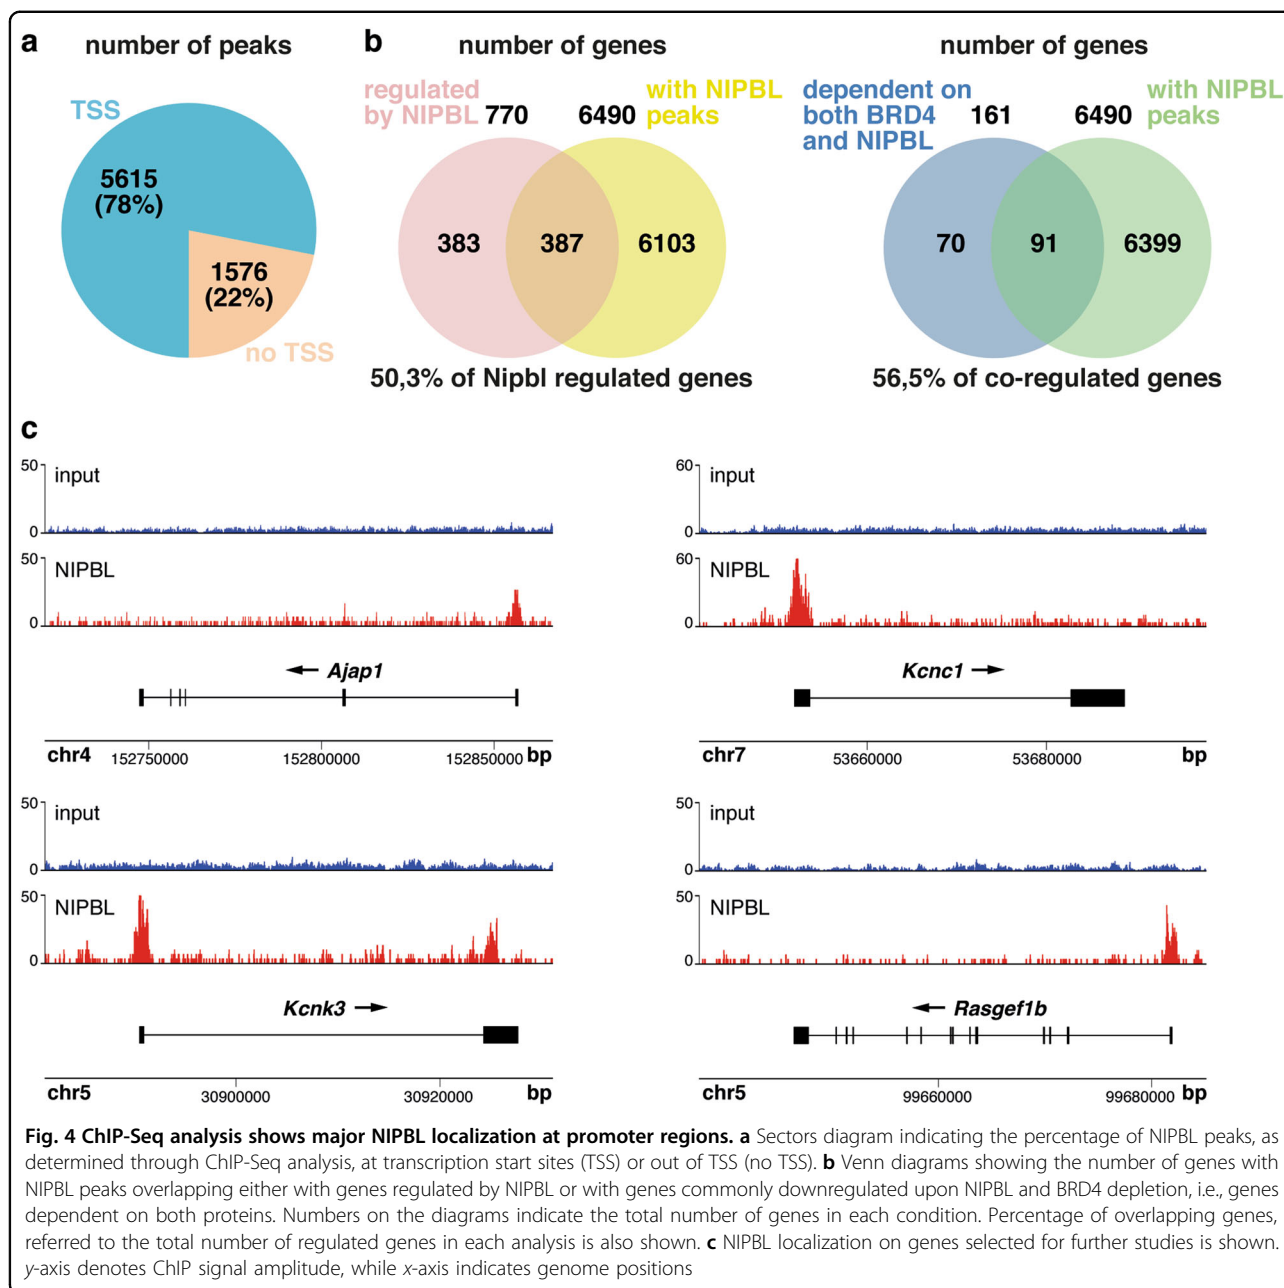 a
number of peaks
TSS
5615
(78%)
1576
(22%)
no TSS
b
number of genes
regulated
by NIPBL
770
6490
with NIPBL
peaks
383
387
6103
50,3% of Nipbl regulated genes
number of genes
dependent on
both BRD4
and NIPBL
161
6490
with NIPBL
peaks
70
91
6399
56,5% of co-regulated genes
c
50
input
0
50
NIPBL
0
Ajap1
chr4
152750000
152800000
152850000
bp
60
input
0
60
NIPBL
0
Kcnc1
chr7
53660000
53680000
bp
50
input
0
50
NIPBL
0
Kcnk3
chr5
30900000
30920000
bp
50
input
0
50
NIPBL
0
Rasgef1b
chr5
99660000
99680000
bp
Fig. 4 ChIP-Seq analysis shows major NIPBL localization at promoter regions. a Sectors diagram indicating the percentage of NIPBL peaks, as
determined through ChIP-Seq analysis, at transcription start sites (TSS) or out of TSS (no TSS). b Venn diagrams showing the number of genes with
NIPBL peaks overlapping either with genes regulated by NIPBL or with genes commonly downregulated upon NIPBL and BRD4 depletion, i.e., genes
dependent on both proteins. Numbers on the diagrams indicate the total number of genes in each condition. Percentage of overlapping genes,
referred to the total number of regulated genes in each analysis is also shown. c NIPBL localization on genes selected for further studies is shown.
y-axis denotes ChIP signal amplitude, while x-axis indicates genome positions